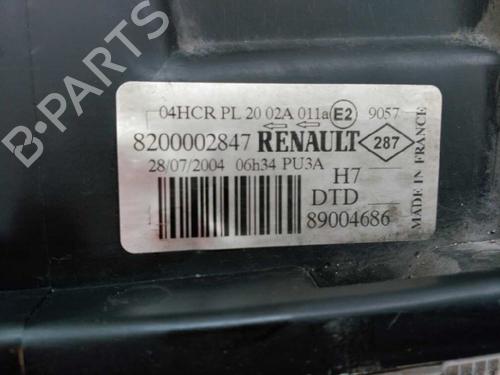 04HCR PL 20 02A 011a E2 9057
8200002847 RENAULT 287
28/07/2004 06h34 PU3A
H7
DTD
89004686
MADE IN FRANCE
B-PARTS